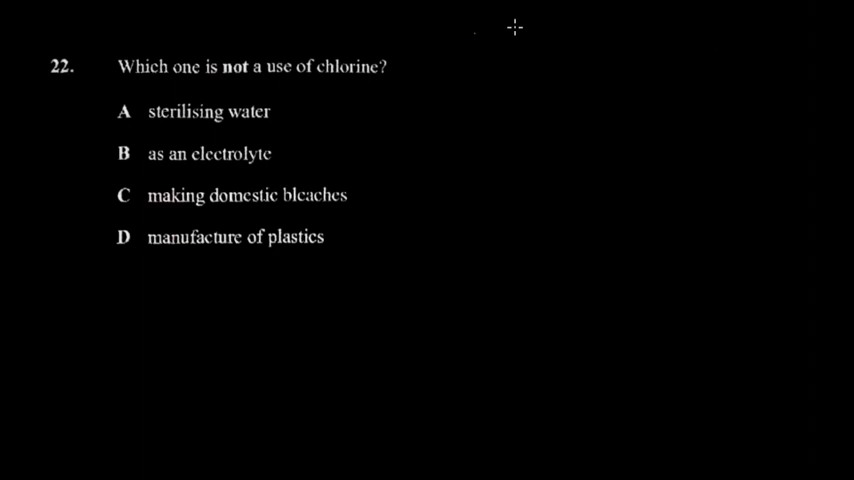 22. Which one is not a use of chlorine?
A sterilising water
B as an electrolyte
C making domestic bleaches
D manufacture of plastics